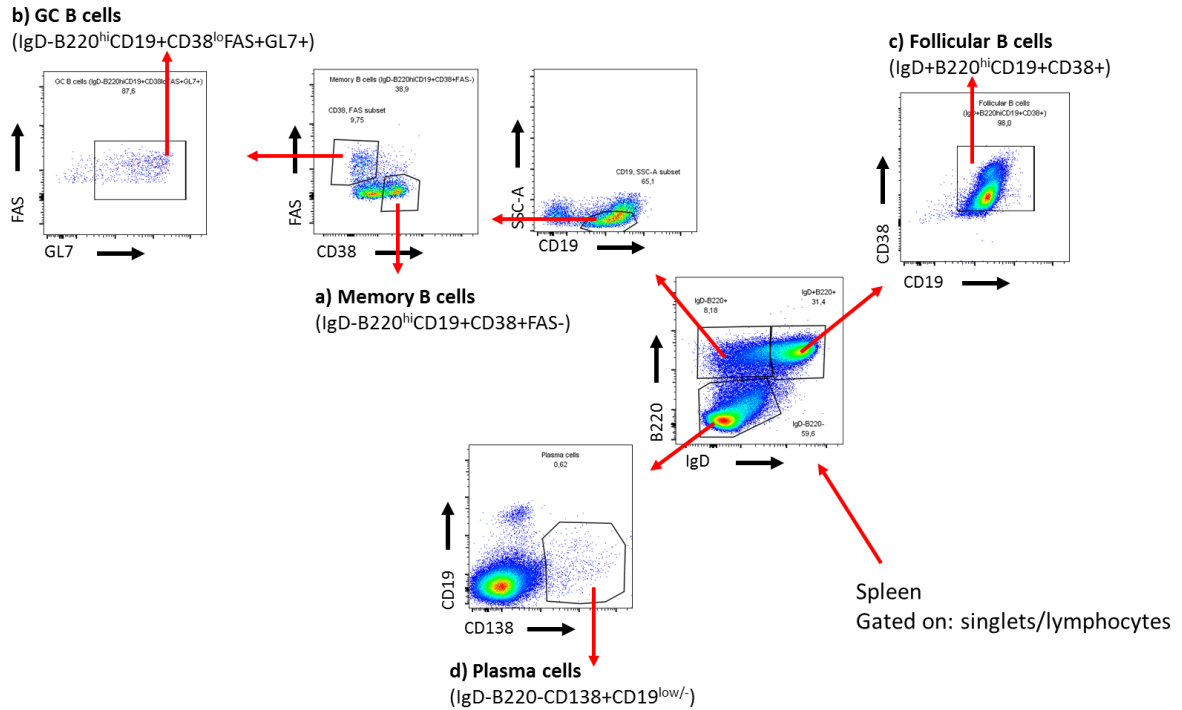 b) GC B cells
(IgD-B220hiCD19+CD38loFAS+GL7+)
c) Follicular B cells
(IgD+B220hiCD19+CD38+)
GC B cells (IgD-B220hiCD19+CD38loFAS+GL7+)
87,6
FAS
GL7
Memory B cells (IgD-B220hiCD19+CD38+FAS-)
38,9
CD38, FAS subset
9,75
FAS
CD38
CD19, SSC-A subset
65,1
SSC-A
CD19
Follicular B cells
(IgD+B220hiCD19+CD38+)
98,0
CD38
CD19
a) Memory B cells
(IgD-B220hiCD19+CD38+FAS-)
IgD-B220+
8,18
IgD+B220+
31,4
IgD-B220-
59,6
B220
IgD
Plasma cells
0,62
CD19
CD138
Spleen
Gated on: singlets/lymphocytes
d) Plasma cells
(IgD-B220-CD138+CD19low/-)